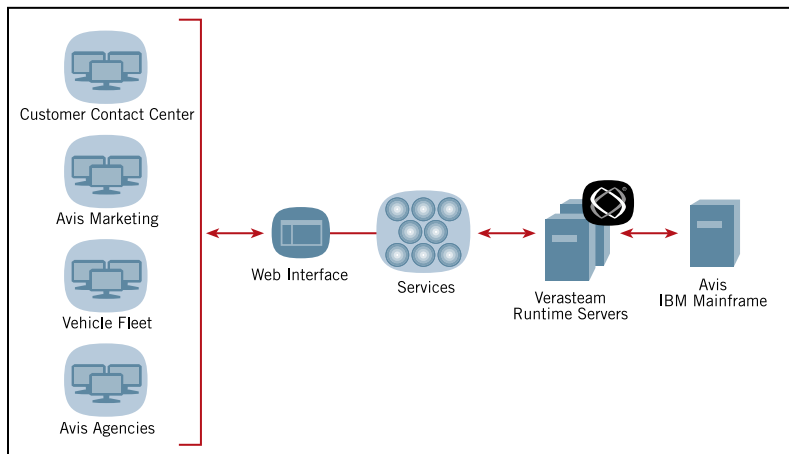 Customer Contact Center
Avis Marketing
Vehicle Fleet
Avis Agencies
Web Interface
Services
Verasteam
Runtime Servers
Avis
IBM Mainframe
®